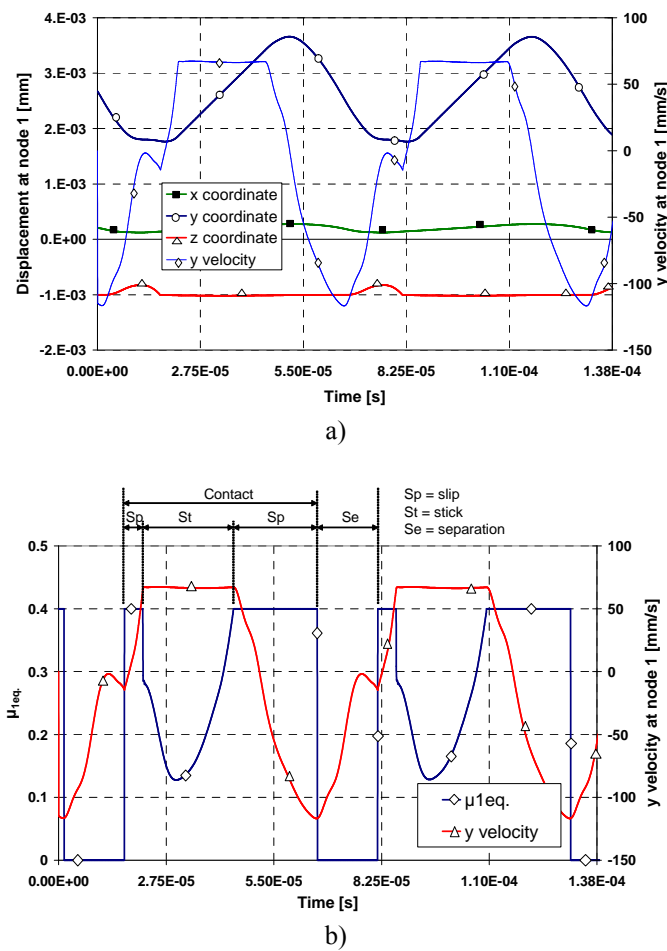 4.E-03
3.E-03
2.E-03
1.E-03
0.E+00
-1.E-03
-2.E-03
Displacement at node 1 [mm]
x coordinate
y coordinate
z coordinate
y velocity
100
50
0
-50
-100
-150
y velocity at node 1 [mm/s]
0.00E+00 2.75E-05 5.50E-05 8.25E-05 1.10E-04 1.38E-04
Time [s]
a)
Contact
Sp St Sp Se
Sp = slip
St = stick
Se = separation
0.5
0.4
0.3
0.2
0.1
0
μ1eq.
100
50
0
-50
-100
-150
y velocity at node 1 [mm/s]
μ1eq.
y velocity
0.00E+00 2.75E-05 5.50E-05 8.25E-05 1.10E-04 1.38E-04
Time [s]
b)